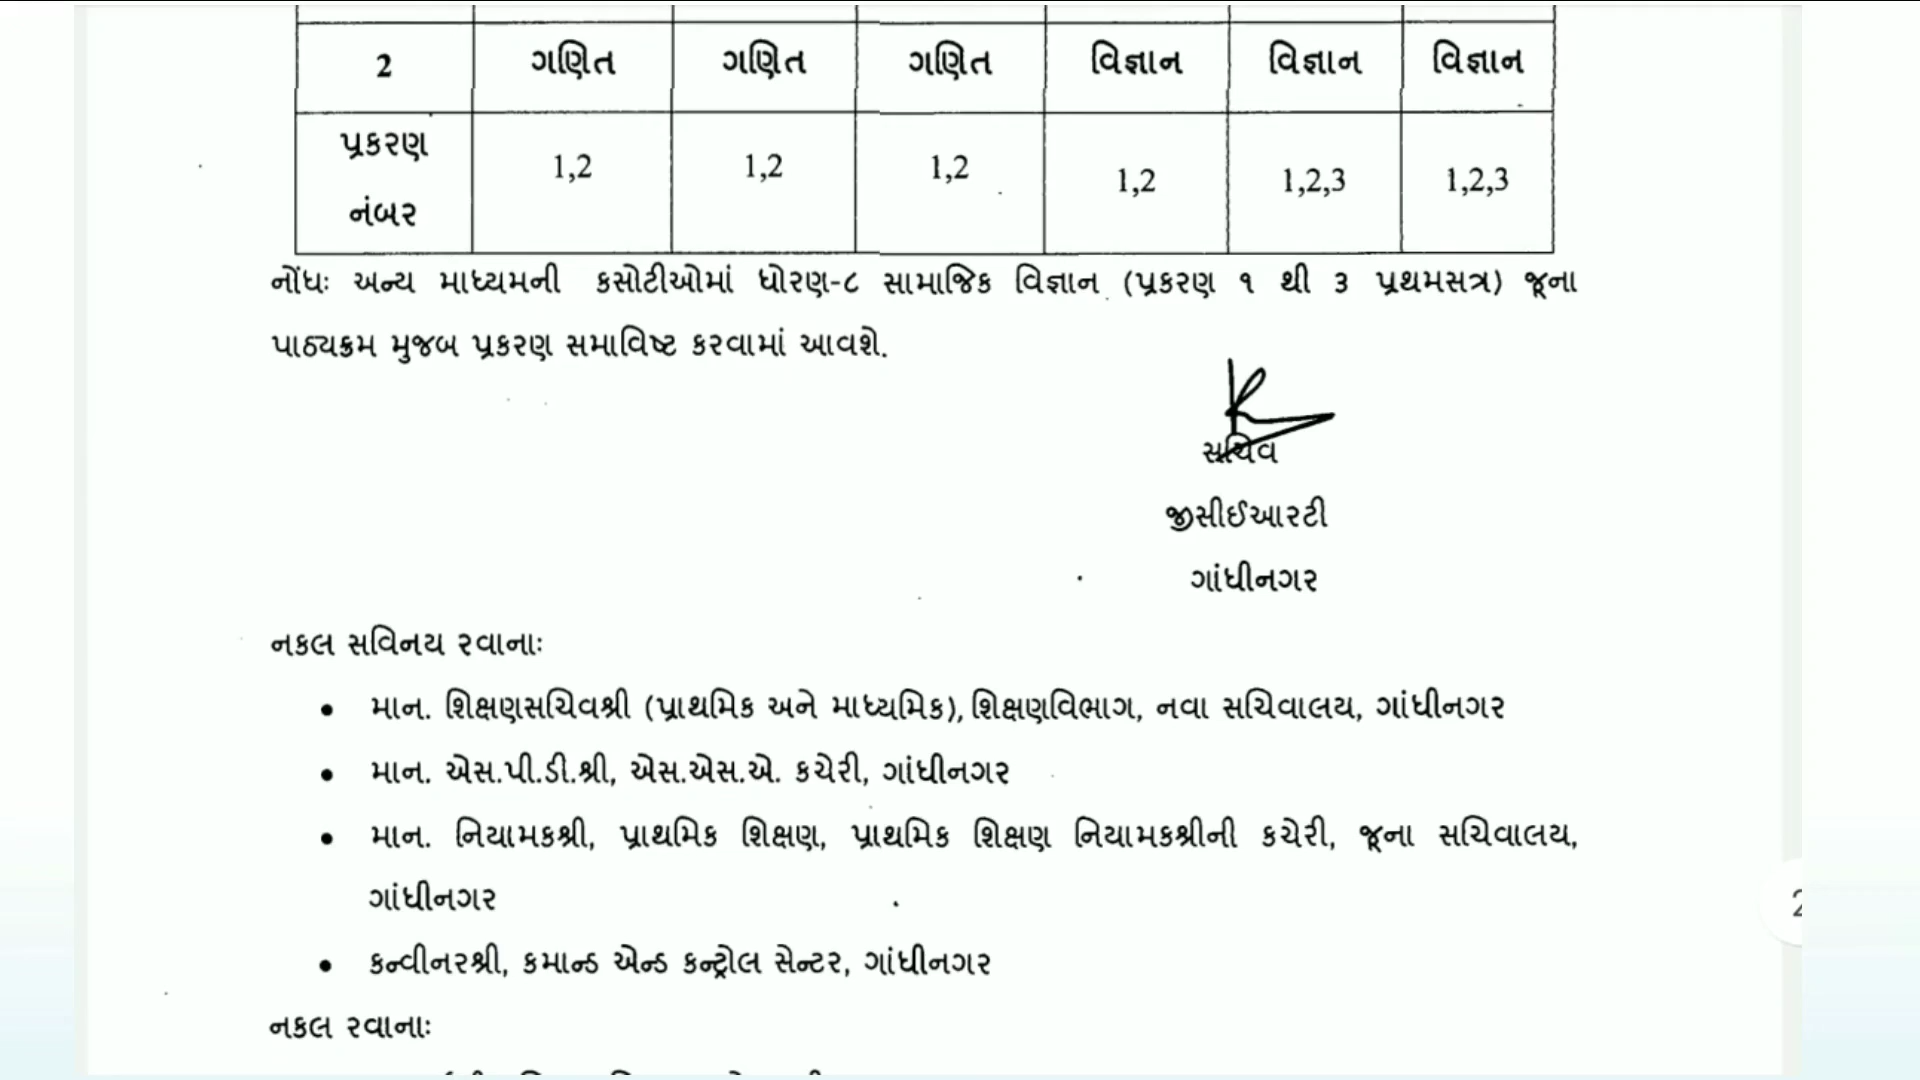 2 ગણિત ગણિત ગણિત વિજ્ઞાન વિજ્ઞાન વિજ્ઞાન
પ્રકરણ
નંબર
1,2 1,2 1,2 1,2 1,2,3 1,2,3
નોંધઃ અન્ય માધ્યમની કસોટીઓમાં ધોરણ-૮ સામાજિક વિજ્ઞાન (પ્રકરણ ૧ થી ૩ પ્રથમસત્ર) જૂના
પાઠ્યક્રમ મુજબ પ્રકરણ સમાવિષ્ટ કરવામાં આવશે.
સચિવ
જીસીઈઆરટી
ગાંધીનગર
નકલ સવિનય રવાનાઃ
• માન. શિક્ષણસચિવશ્રી (પ્રાથમિક અને માધ્યમિક), શિક્ષણવિભાગ, નવા સચિવાલય, ગાંધીનગર
• માન. એસ.પી.ડી.શ્રી, એસ.એસ.એ. કચેરી, ગાંધીનગર
• માન. નિયામકશ્રી, પ્રાથમિક શિક્ષણ, પ્રાથમિક શિક્ષણ નિયામકશ્રીની કચેરી, જૂના સચિવાલય,
ગાંધીનગર
• કન્વીનરશ્રી, કમાન્ડ એન્ડ કન્ટ્રોલ સેન્ટર, ગાંધીનગર
નકલ રવાનાઃ
2